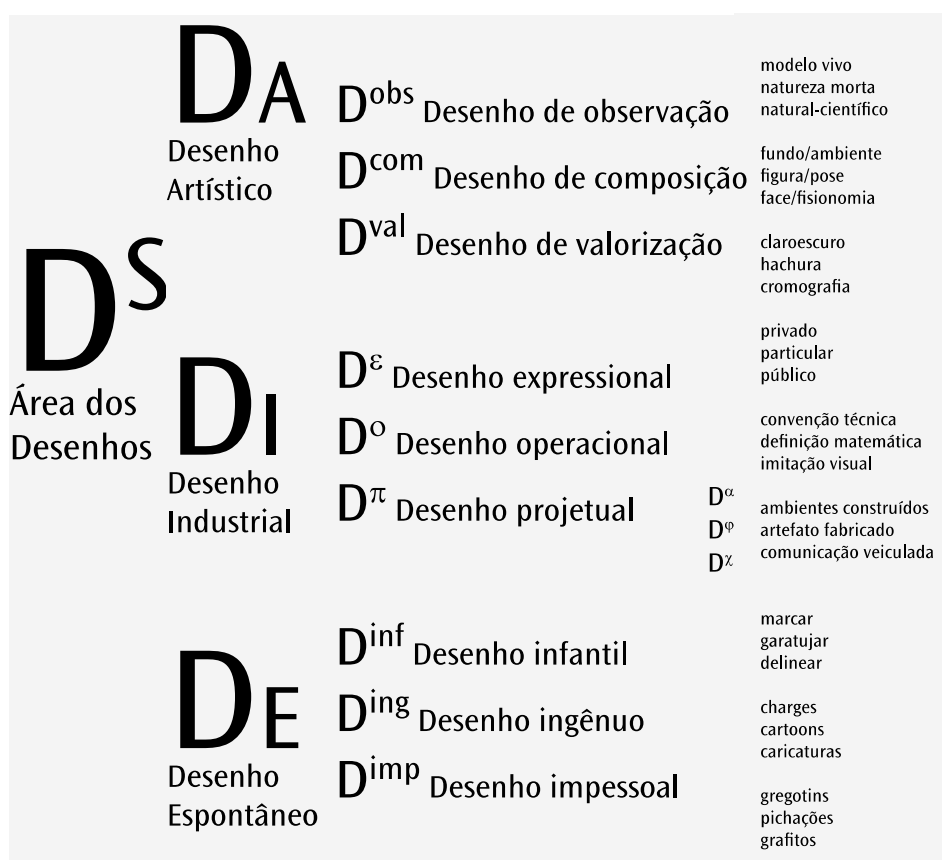 Dˢ
Área dos
Desenhos
DA
Desenho
Artístico
Dobs Desenho de observação
modelo vivo
natureza morta
natural-científico
Dcom Desenho de composição
fundo/ambiente
figura/pose
face/fisionomia
Dval Desenho de valorização
claroescuro
hachura
cromografia
DI
Desenho
Industrial
Dε Desenho expressional
privado
particular
público
Dο Desenho operacional
convenção técnica
definição matemática
imitação visual
Dπ Desenho projetual
Dα ambientes construídos
Dφ artefato fabricado
Dχ comunicação veiculada
DE
Desenho
Espontâneo
Dinf Desenho infantil
marcar
garatujar
delinear
Ding Desenho ingênuo
charges
cartoons
caricaturas
Dimp Desenho impessoal
gregotins
pichações
grafitos